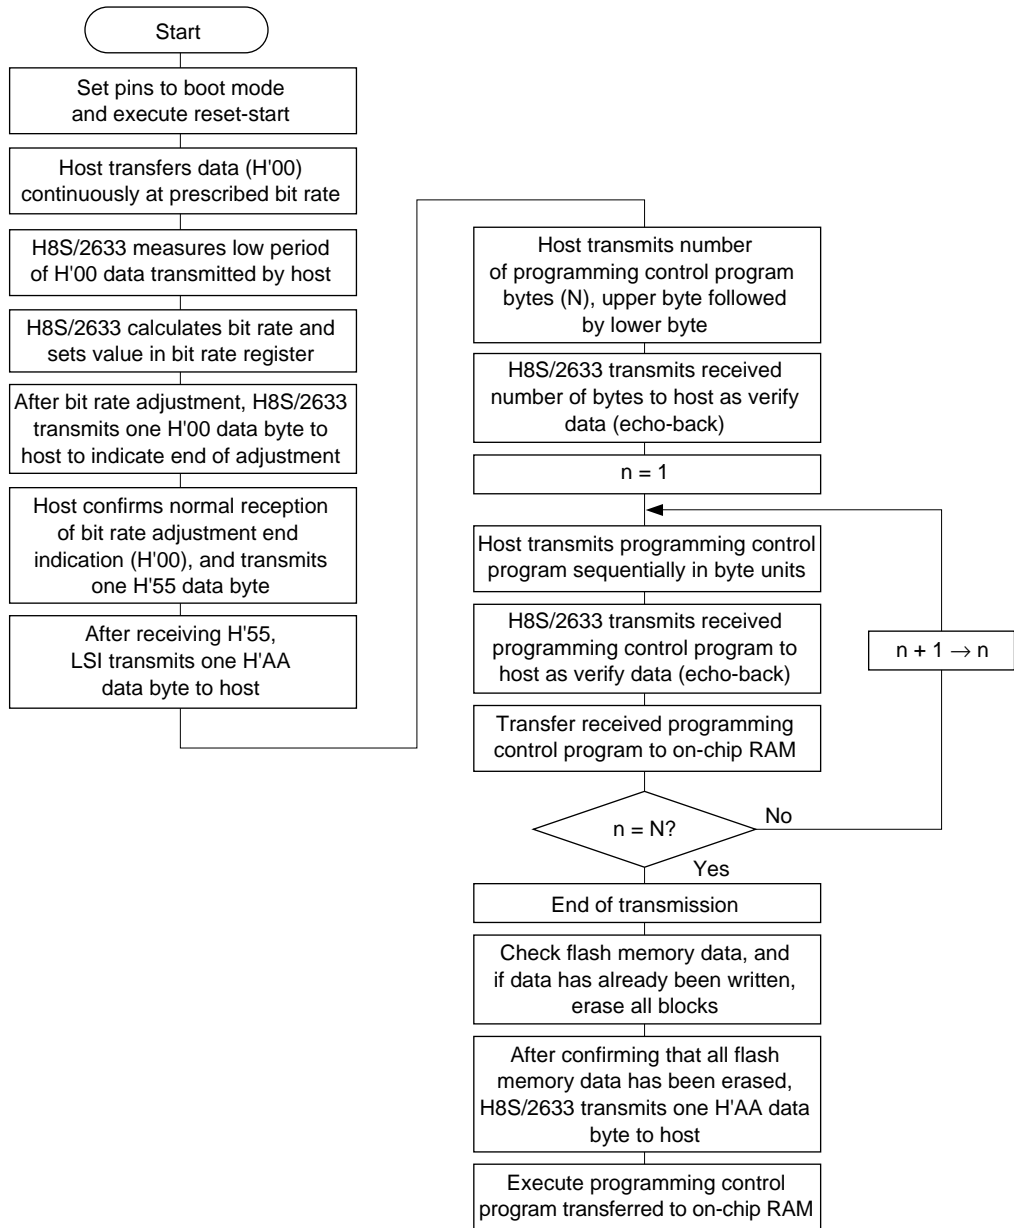 Start
Set pins to boot mode
and execute reset-start
Host transfers data (H'00)
continuously at prescribed bit rate
H8S/2633 measures low period
of H'00 data transmitted by host
H8S/2633 calculates bit rate and
sets value in bit rate register
After bit rate adjustment, H8S/2633
transmits one H'00 data byte to
host to indicate end of adjustment
Host confirms normal reception
of bit rate adjustment end
indication (H'00), and transmits
one H'55 data byte
After receiving H'55,
LSI transmits one H'AA
data byte to host
Host transmits number
of programming control program
bytes (N), upper byte followed
by lower byte
H8S/2633 transmits received
number of bytes to host as verify
data (echo-back)
n = 1
Host transmits programming control
program sequentially in byte units
H8S/2633 transmits received
programming control program to
host as verify data (echo-back)
n + 1 → n
Transfer received programming
control program to on-chip RAM
n = N?
No
Yes
End of transmission
Check flash memory data, and
if data has already been written,
erase all blocks
After confirming that all flash
memory data has been erased,
H8S/2633 transmits one H'AA data
byte to host
Execute programming control
program transferred to on-chip RAM